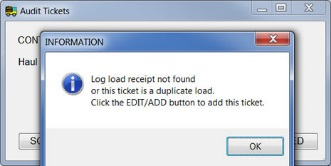 Audit Tickets
INFORMATION
Haul
Log load receipt not found
or this ticket is a duplicate load.
Click the EDIT/ADD button to add this ticket.
OK